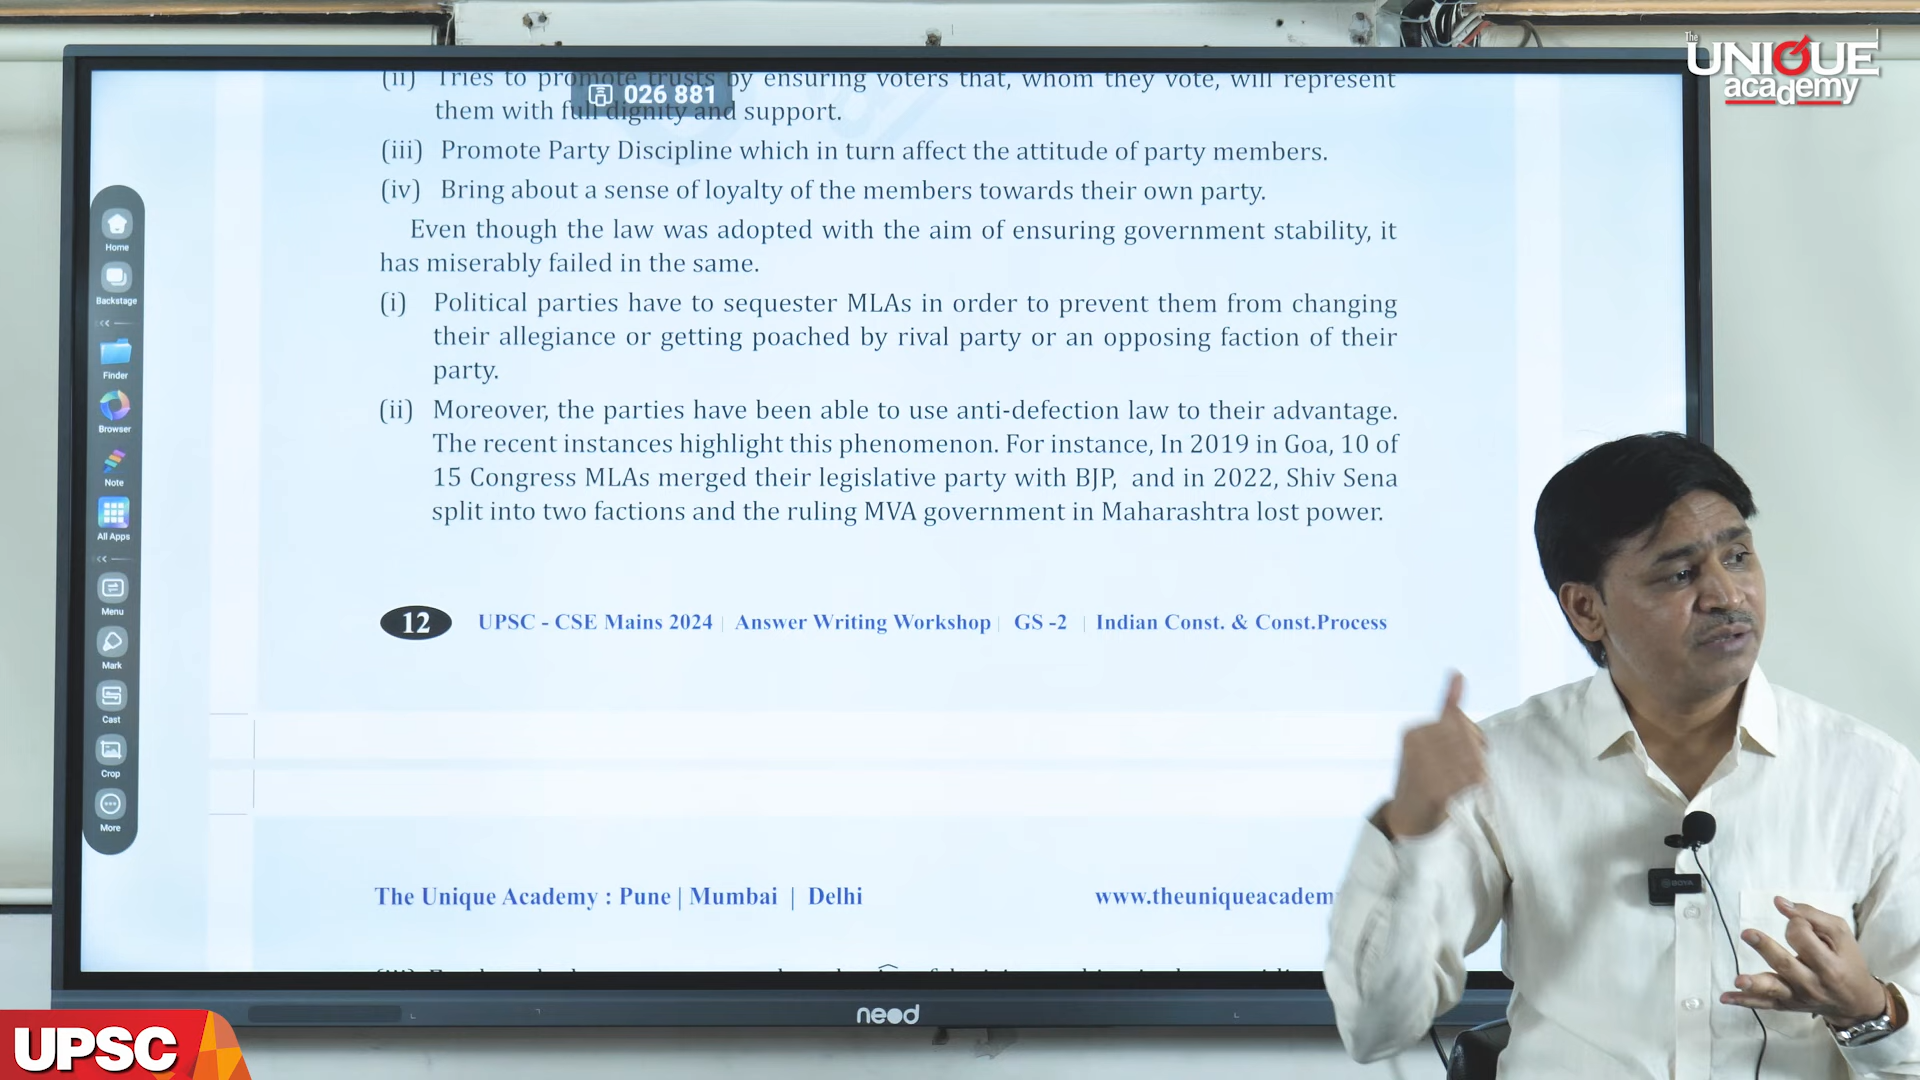 The
UNIQUE
academy
(ii) Tries to promote trusts by ensuring voters that, whom they vote, will represent
026 881
them with full dignity and support.
(iii) Promote Party Discipline which in turn affect the attitude of party members.
(iv) Bring about a sense of loyalty of the members towards their own party.
Even though the law was adopted with the aim of ensuring government stability, it
has miserably failed in the same.
(i) Political parties have to sequester MLAs in order to prevent them from changing
their allegiance or getting poached by rival party or an opposing faction of their
party.
(ii) Moreover, the parties have been able to use anti-defection law to their advantage.
The recent instances highlight this phenomenon. For instance, In 2019 in Goa, 10 of
15 Congress MLAs merged their legislative party with BJP, and in 2022, Shiv Sena
split into two factions and the ruling MVA government in Maharashtra lost power.
12 UPSC - CSE Mains 2024 | Answer Writing Workshop | GS -2 | Indian Const. & Const.Process
The Unique Academy : Pune | Mumbai | Delhi
www.theuniqueacadem
Home
Backstage
Finder
Browser
Note
All Apps
Menu
Mark
Cast
Crop
More
neod
BOYA
UPSC